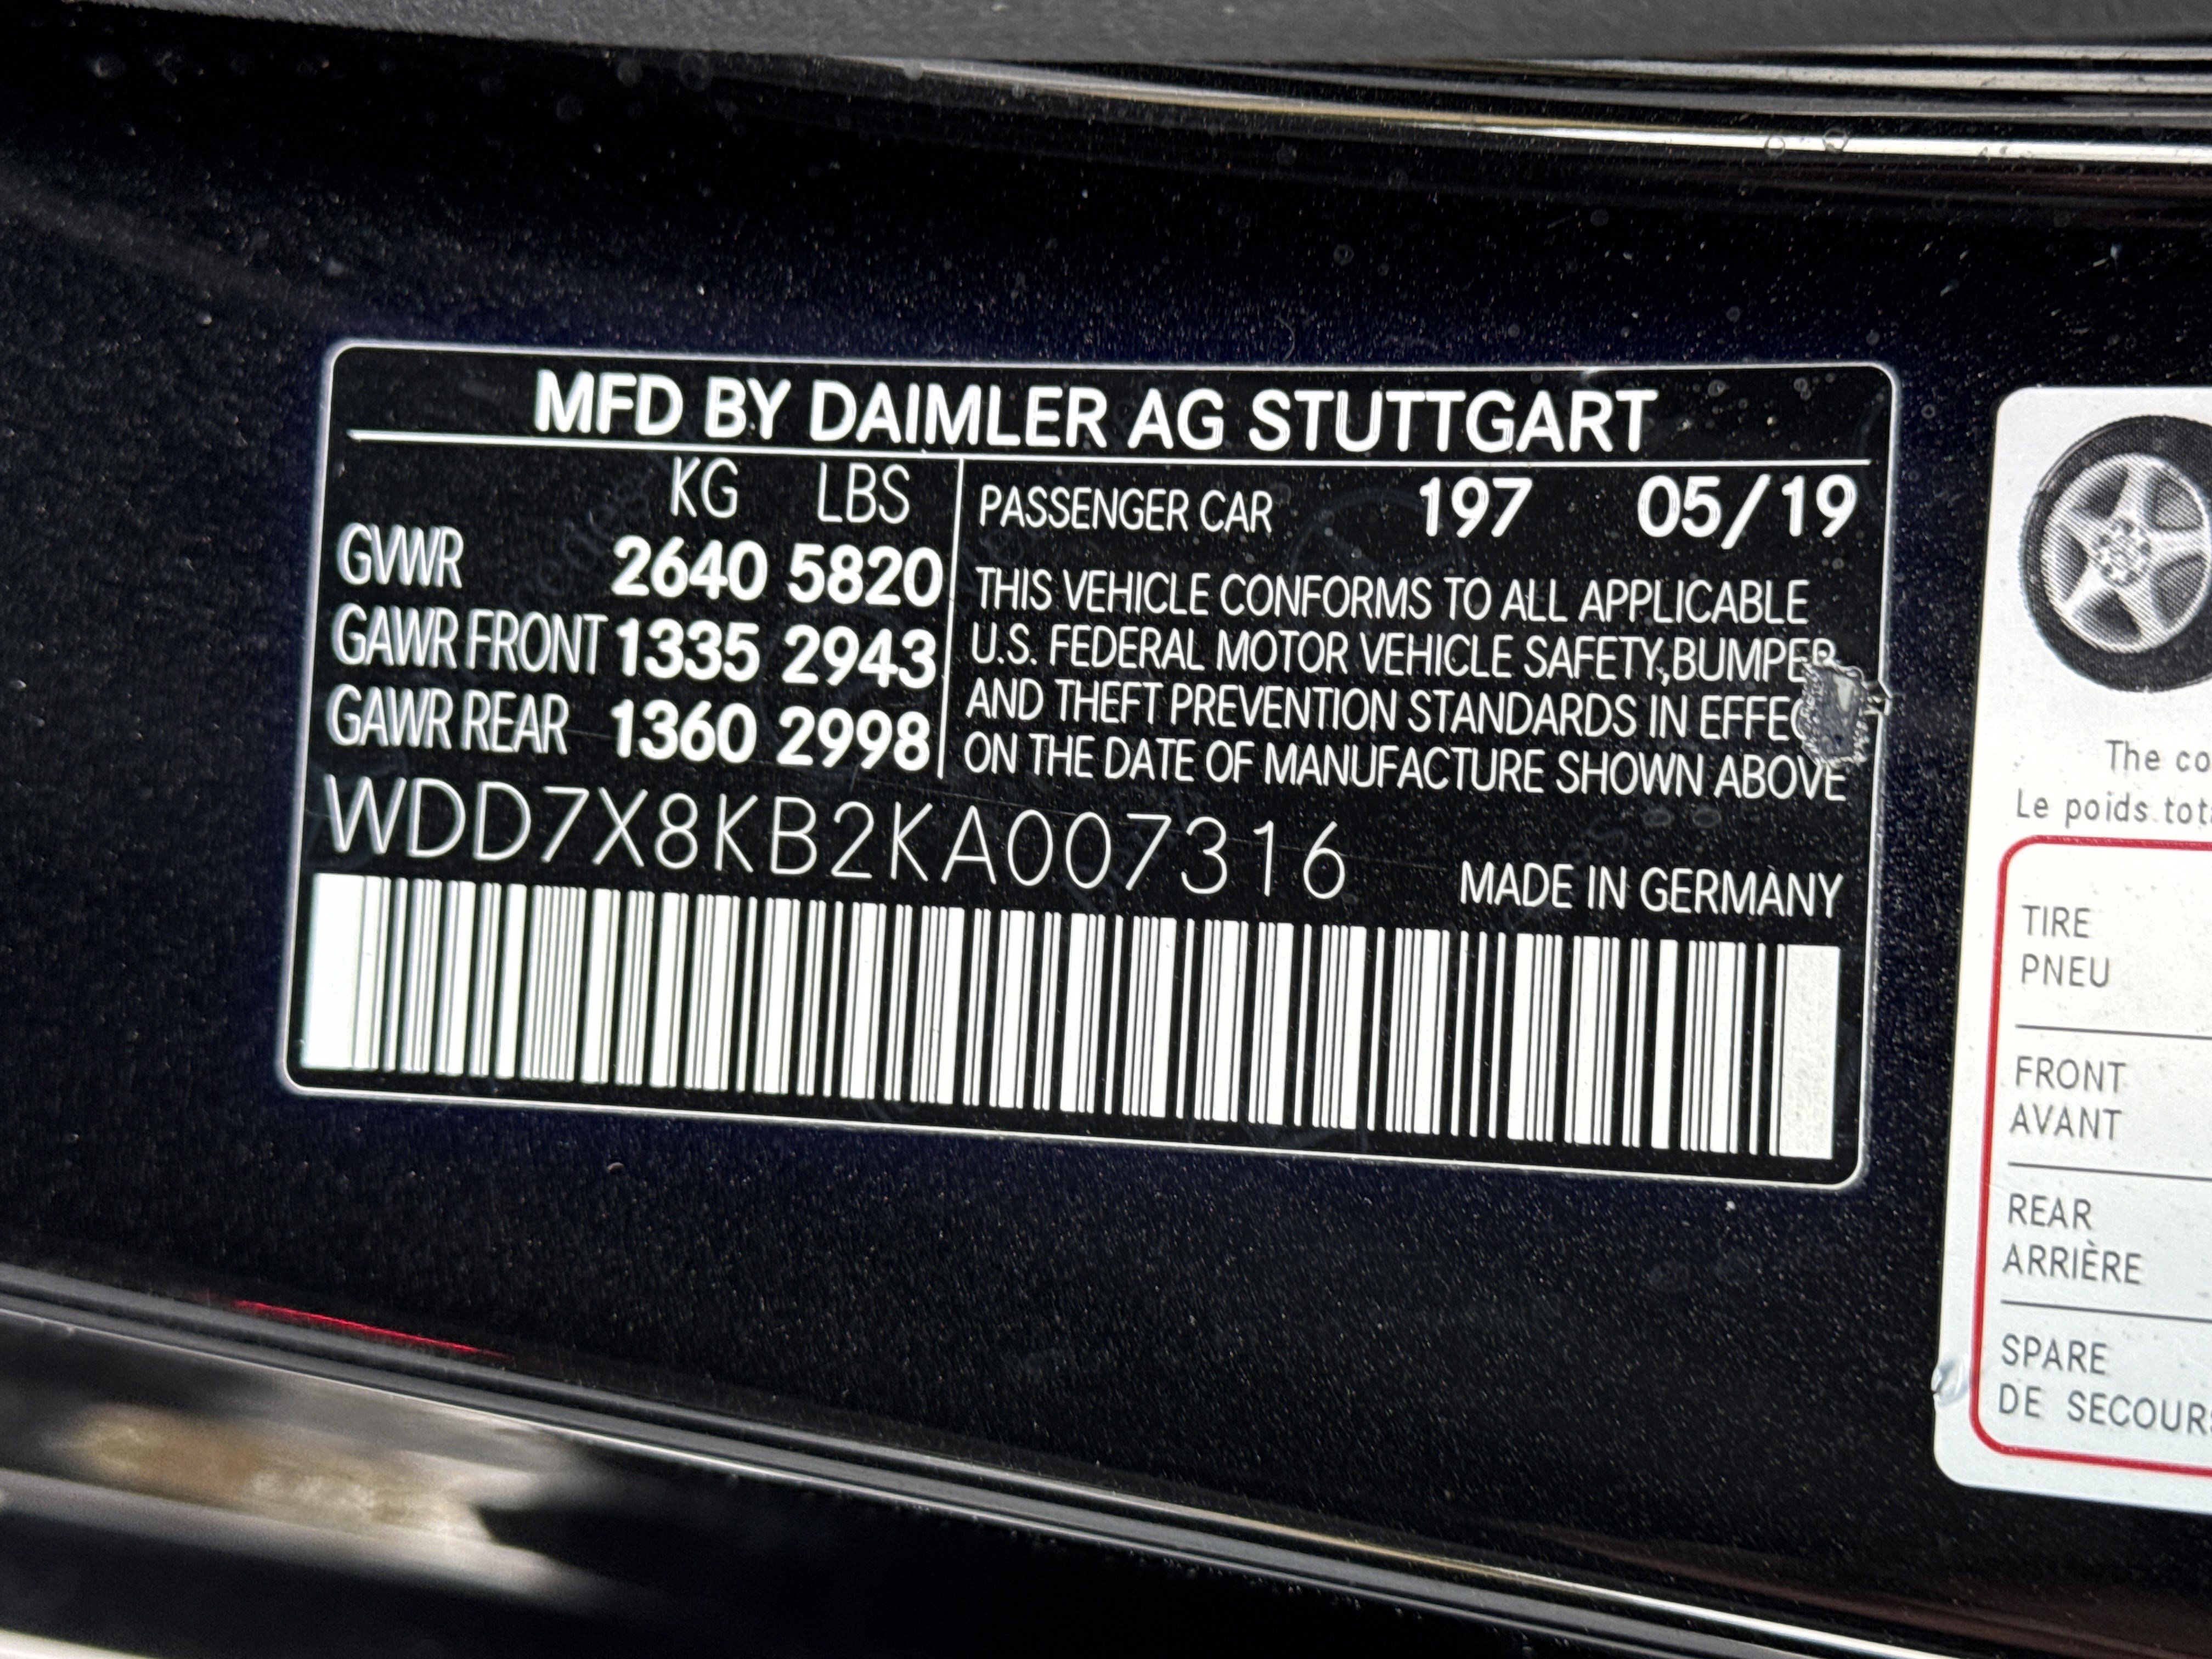 MFD BY DAIMLER AG STUTTGART
KG LBS
GVWR 2640 5820
GAWR FRONT 1335 2943
GAWR REAR 1360 2998
PASSENGER CAR 197 05/19
THIS VEHICLE CONFORMS TO ALL APPLICABLE
U.S. FEDERAL MOTOR VEHICLE SAFETY, BUMPER
AND THEFT PREVENTION STANDARDS IN EFFEC
ON THE DATE OF MANUFACTURE SHOWN ABOVE
WDD7X8KB2KA007316
MADE IN GERMANY
The co
Le poids tot
TIRE
PNEU
FRONT
AVANT
REAR
ARRIÈRE
SPARE
DE SECOURS